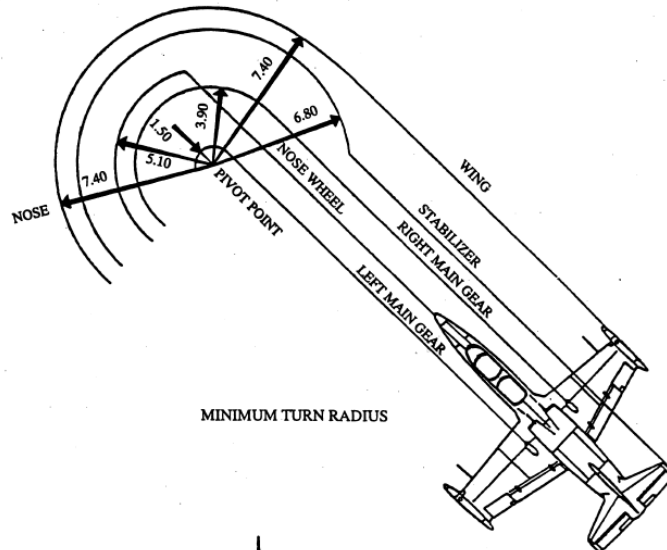 7.40
6.80
3.90
1.50
5.10
7.40
NOSE
PIVOT POINT
NOSE WHEEL
WING
STABILIZER
RIGHT MAIN GEAR
LEFT MAIN GEAR
MINIMUM TURN RADIUS